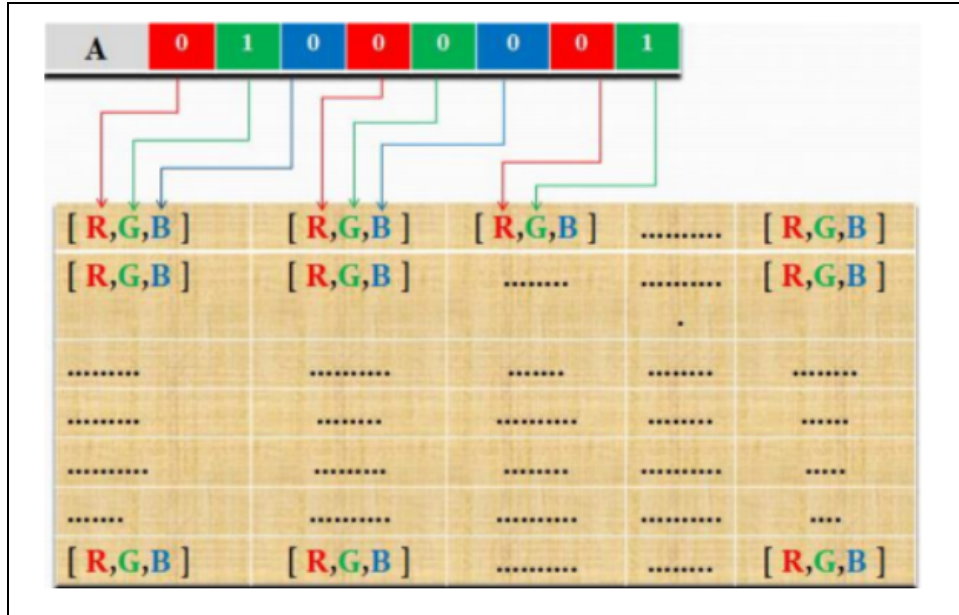 A 0 1 0 0 0 0 0 1
[ R,G,B ] [ R,G,B ] [ R,G,B ] .......... [ R,G,B ]
[ R,G,B ] [ R,G,B ] ........ .......... [ R,G,B ]
.
......... .......... ....... ........ ........
......... ........ .......... ........ ......
.......... ......... ........ .......... .....
....... .......... .......... .......... ....
[ R,G,B ] [ R,G,B ] .......... ........ [ R,G,B ]